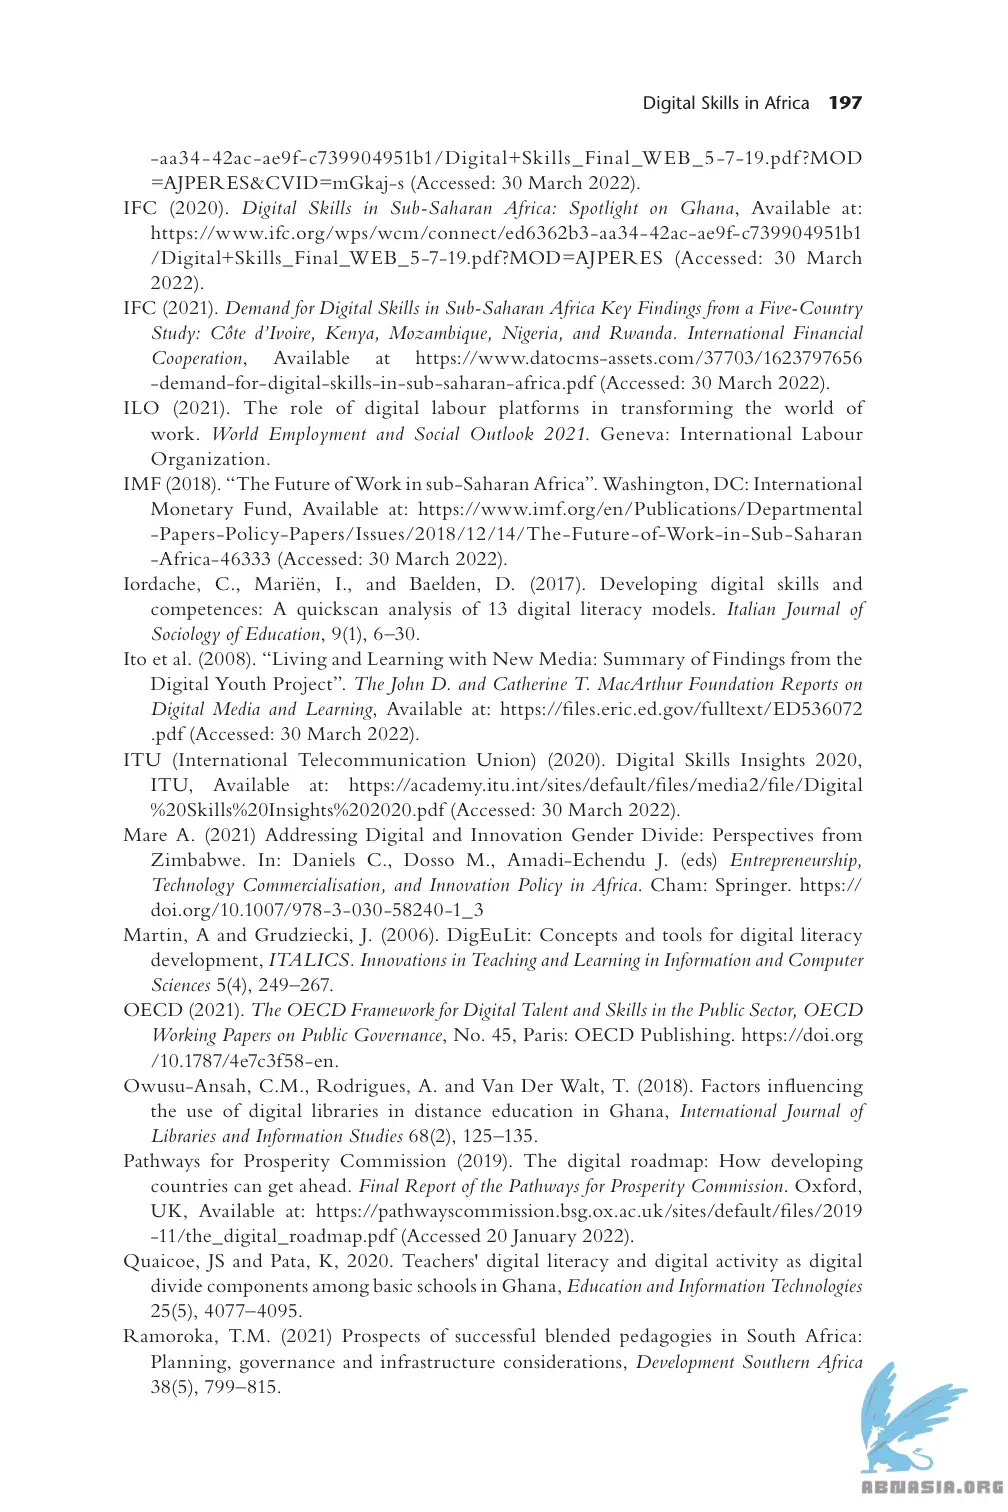 Digital Skills in Africa 197
-aa34-42ac-ae9f-c739904951b1/Digital+Skills_Final_WEB_5-7-19.pdf?MOD
=AJPERES&CVID=mGkaj-s (Accessed: 30 March 2022).
IFC (2020). Digital Skills in Sub-Saharan Africa: Spotlight on Ghana, Available at:
https://www.ifc.org/wps/wcm/connect/ed6362b3-aa34-42ac-ae9f-c739904951b1
/Digital+Skills_Final_WEB_5-7-19.pdf?MOD=AJPERES (Accessed: 30 March
2022).
IFC (2021). Demand for Digital Skills in Sub-Saharan Africa Key Findings from a Five-Country
Study: Côte d’Ivoire, Kenya, Mozambique, Nigeria, and Rwanda. International Financial
Cooperation, Available at https://www.datocms-assets.com/37703/1623797656
-demand-for-digital-skills-in-sub-saharan-africa.pdf (Accessed: 30 March 2022).
ILO (2021). The role of digital labour platforms in transforming the world of
work. World Employment and Social Outlook 2021. Geneva: International Labour
Organization.
IMF (2018). “The Future of Work in sub-Saharan Africa”. Washington, DC: International
Monetary Fund, Available at: https://www.imf.org/en/Publications/Departmental
-Papers-Policy-Papers/Issues/2018/12/14/The-Future-of-Work-in-Sub-Saharan
-Africa-46333 (Accessed: 30 March 2022).
Iordache, C., Mariën, I., and Baelden, D. (2017). Developing digital skills and
competences: A quickscan analysis of 13 digital literacy models. Italian Journal of
Sociology of Education, 9(1), 6–30.
Ito et al. (2008). “Living and Learning with New Media: Summary of Findings from the
Digital Youth Project”. The John D. and Catherine T. MacArthur Foundation Reports on
Digital Media and Learning, Available at: https://files.eric.ed.gov/fulltext/ED536072
.pdf (Accessed: 30 March 2022).
ITU (International Telecommunication Union) (2020). Digital Skills Insights 2020,
ITU, Available at: https://academy.itu.int/sites/default/files/media2/file/Digital
%20Skills%20Insights%202020.pdf (Accessed: 30 March 2022).
Mare A. (2021) Addressing Digital and Innovation Gender Divide: Perspectives from
Zimbabwe. In: Daniels C., Dosso M., Amadi-Echendu J. (eds) Entrepreneurship,
Technology Commercialisation, and Innovation Policy in Africa. Cham: Springer. https://
doi.org/10.1007/978-3-030-58240-1_3
Martin, A and Grudziecki, J. (2006). DigEuLit: Concepts and tools for digital literacy
development, ITALICS. Innovations in Teaching and Learning in Information and Computer
Sciences 5(4), 249–267.
OECD (2021). The OECD Framework for Digital Talent and Skills in the Public Sector, OECD
Working Papers on Public Governance, No. 45, Paris: OECD Publishing. https://doi.org
/10.1787/4e7c3f58-en.
Owusu-Ansah, C.M., Rodrigues, A. and Van Der Walt, T. (2018). Factors influencing
the use of digital libraries in distance education in Ghana, International Journal of
Libraries and Information Studies 68(2), 125–135.
Pathways for Prosperity Commission (2019). The digital roadmap: How developing
countries can get ahead. Final Report of the Pathways for Prosperity Commission. Oxford,
UK, Available at: https://pathwayscommission.bsg.ox.ac.uk/sites/default/files/2019
-11/the_digital_roadmap.pdf (Accessed 20 January 2022).
Quaicoe, JS and Pata, K, 2020. Teachers' digital literacy and digital activity as digital
divide components among basic schools in Ghana, Education and Information Technologies
25(5), 4077–4095.
Ramoroka, T.M. (2021) Prospects of successful blended pedagogies in South Africa:
Planning, governance and infrastructure considerations, Development Southern Africa
38(5), 799–815.
ABNASIA.ORG